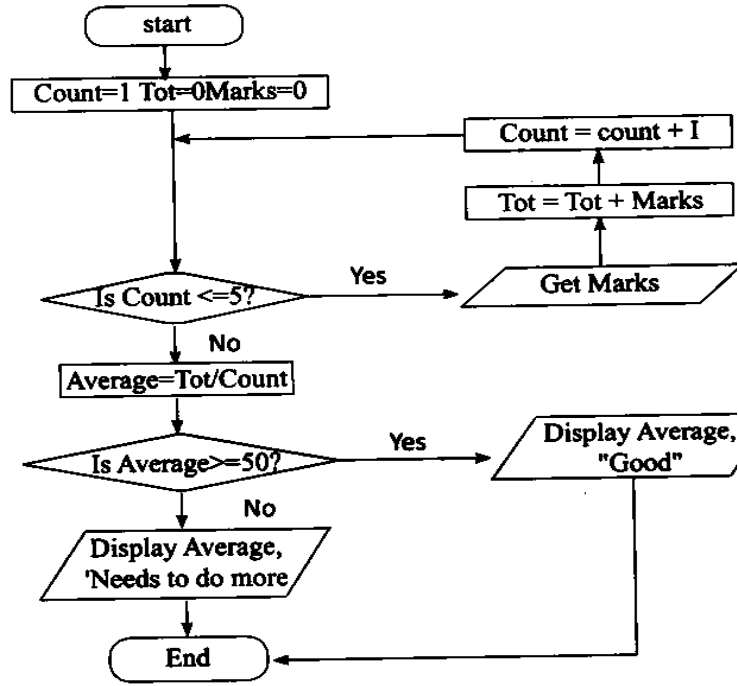 start
Count=1 Tot=0Marks=0
Count = count + I
Tot = Tot + Marks
Is Count <=5?
Yes
Get Marks
No
Average=Tot/Count
Is Average>=50?
Yes
Display Average,
"Good"
No
Display Average,
'Needs to do more
End